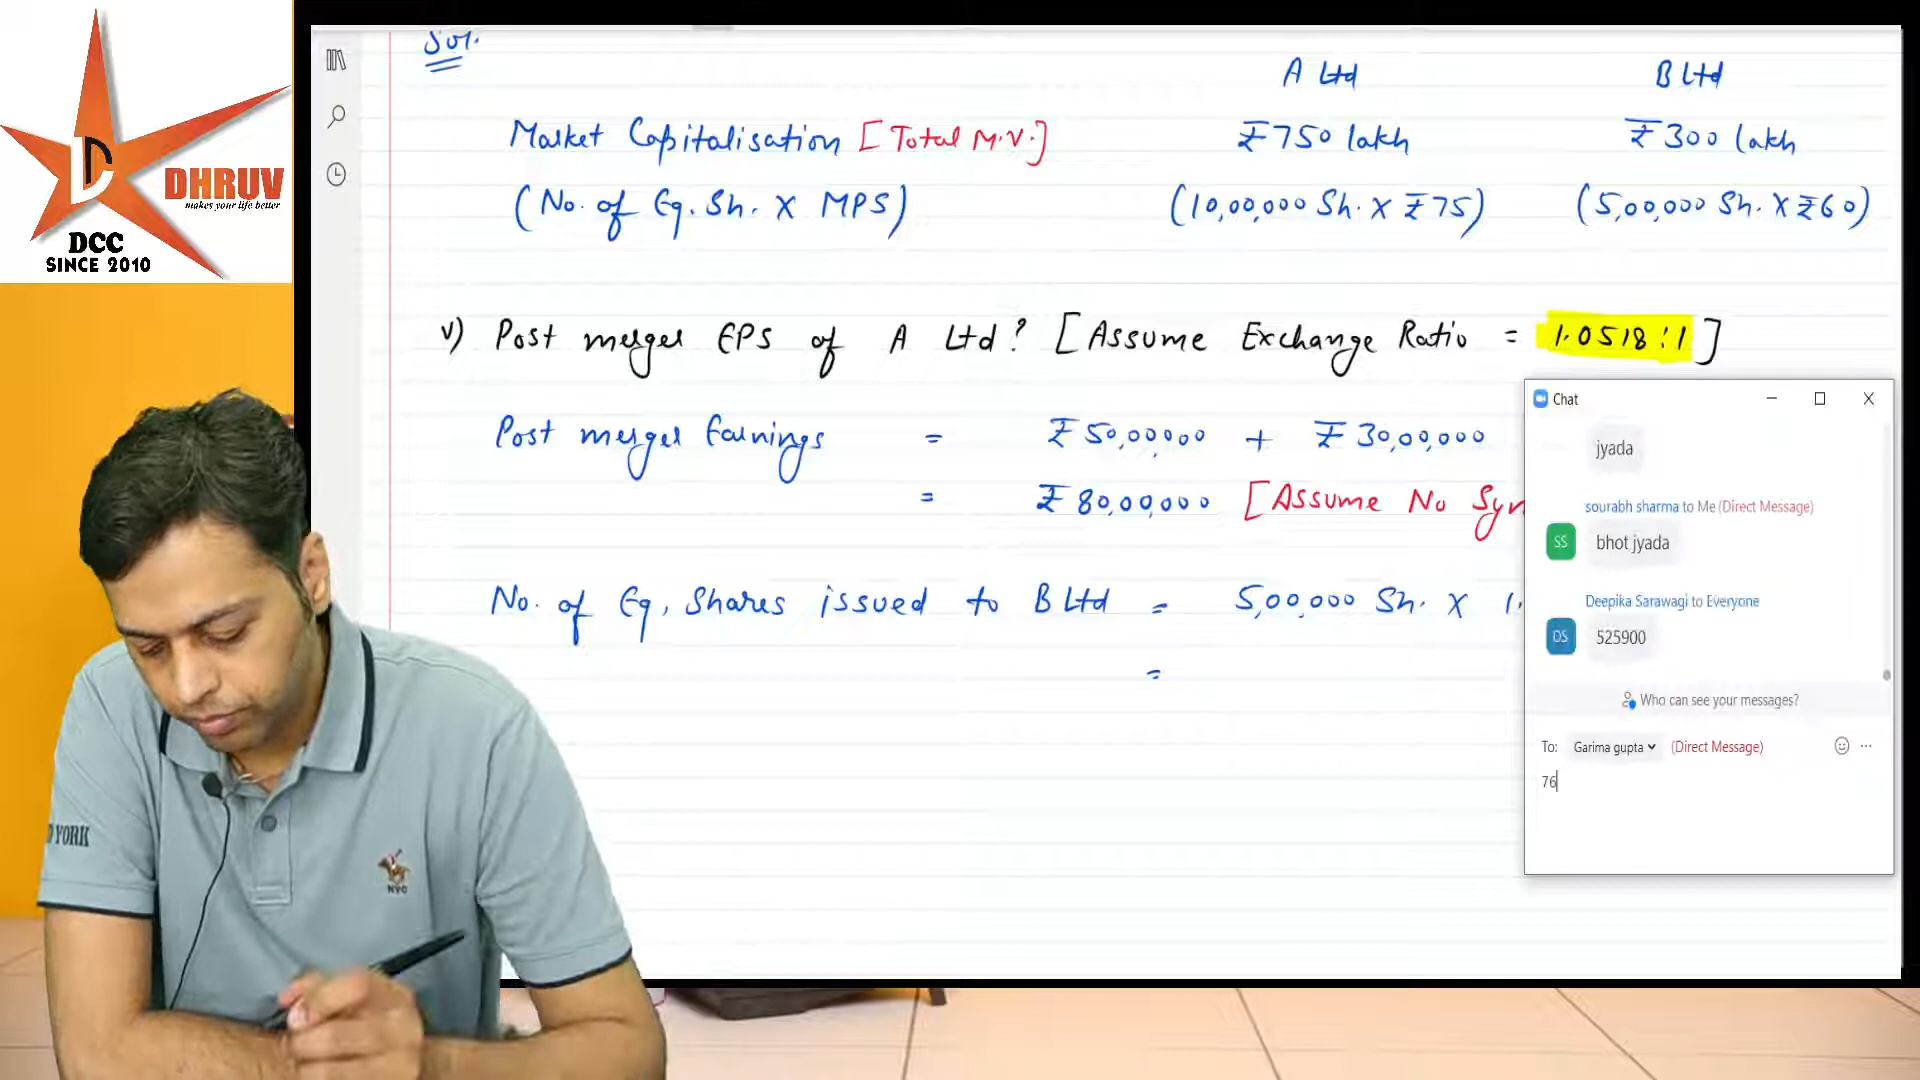 Sol.
A Ltd B Ltd
Market Capitalisation [Total M.V.] ₹750 lakh ₹300 lakh
(No. of Eq. Sh. X MPS) (10,00,000 Sh. X ₹75) (5,00,000 Sh. X ₹60)
v) Post merger EPS of A Ltd? [Assume Exchange Ratio = 1.0518:1]
Post merger Earnings = ₹50,00,000 + ₹30,00,000
= ₹80,00,000 [Assume No Syn
No. of Eq. Shares issued to B Ltd = 5,00,000 Sh. X 1.
=
DHRUV
makes your life better
DCC
SINCE 2010
YORK
NYC
Chat
jyada
sourabh sharma to Me (Direct Message)
SS
bhot jyada
Deepika Sarawagi to Everyone
DS
525900
Who can see your messages?
To: Garima gupta (Direct Message)
76